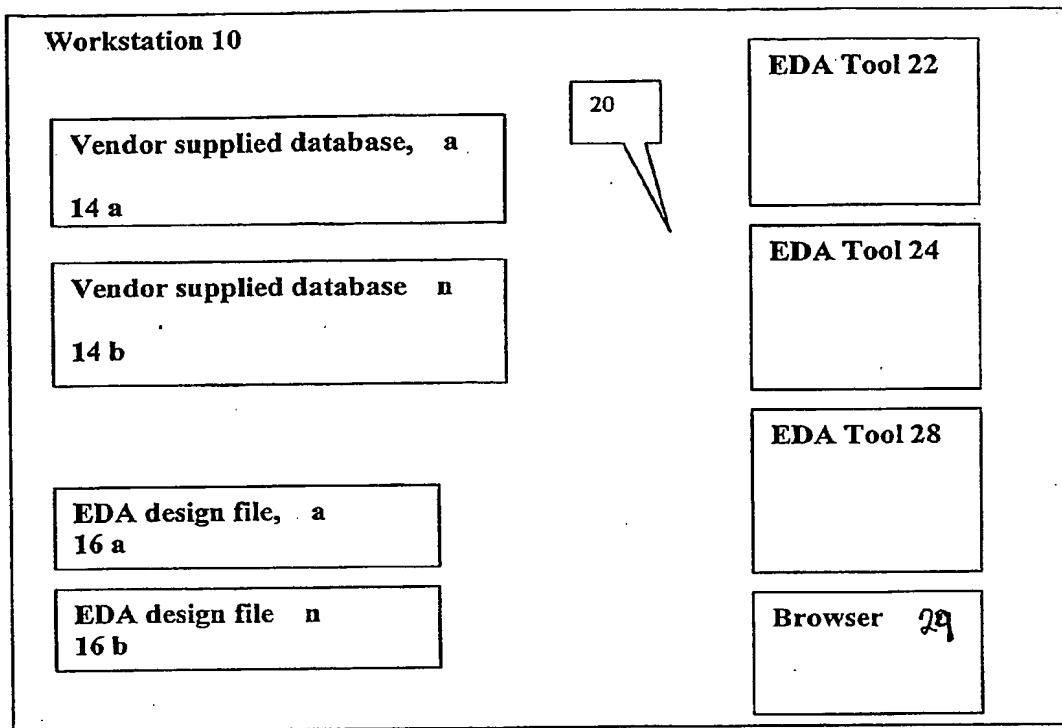 Workstation 10
Vendor supplied database, a
14 a
Vendor supplied database n
14 b
EDA design file, a
16 a
EDA design file n
16 b
20
EDA Tool 22
EDA Tool 24
EDA Tool 28
Browser 29